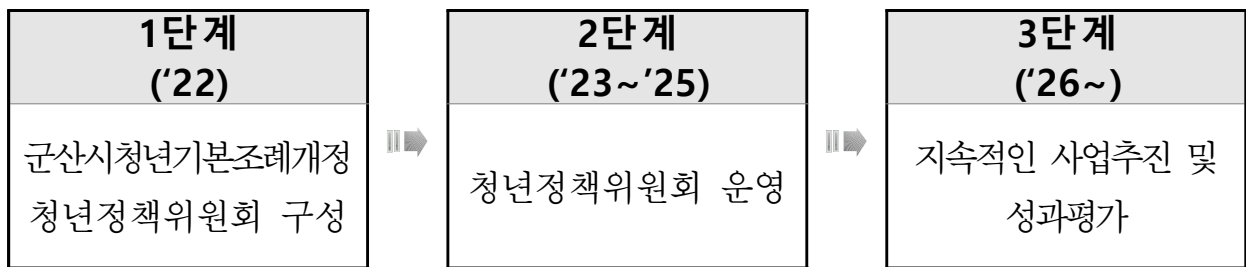 1단계
(‘22)
군산시청년기본조례개정
청년정책위원회 구성
2단계
(‘23~’25)
청년정책위원회 운영
3단계
(‘26~)
지속적인 사업추진 및
성과평가